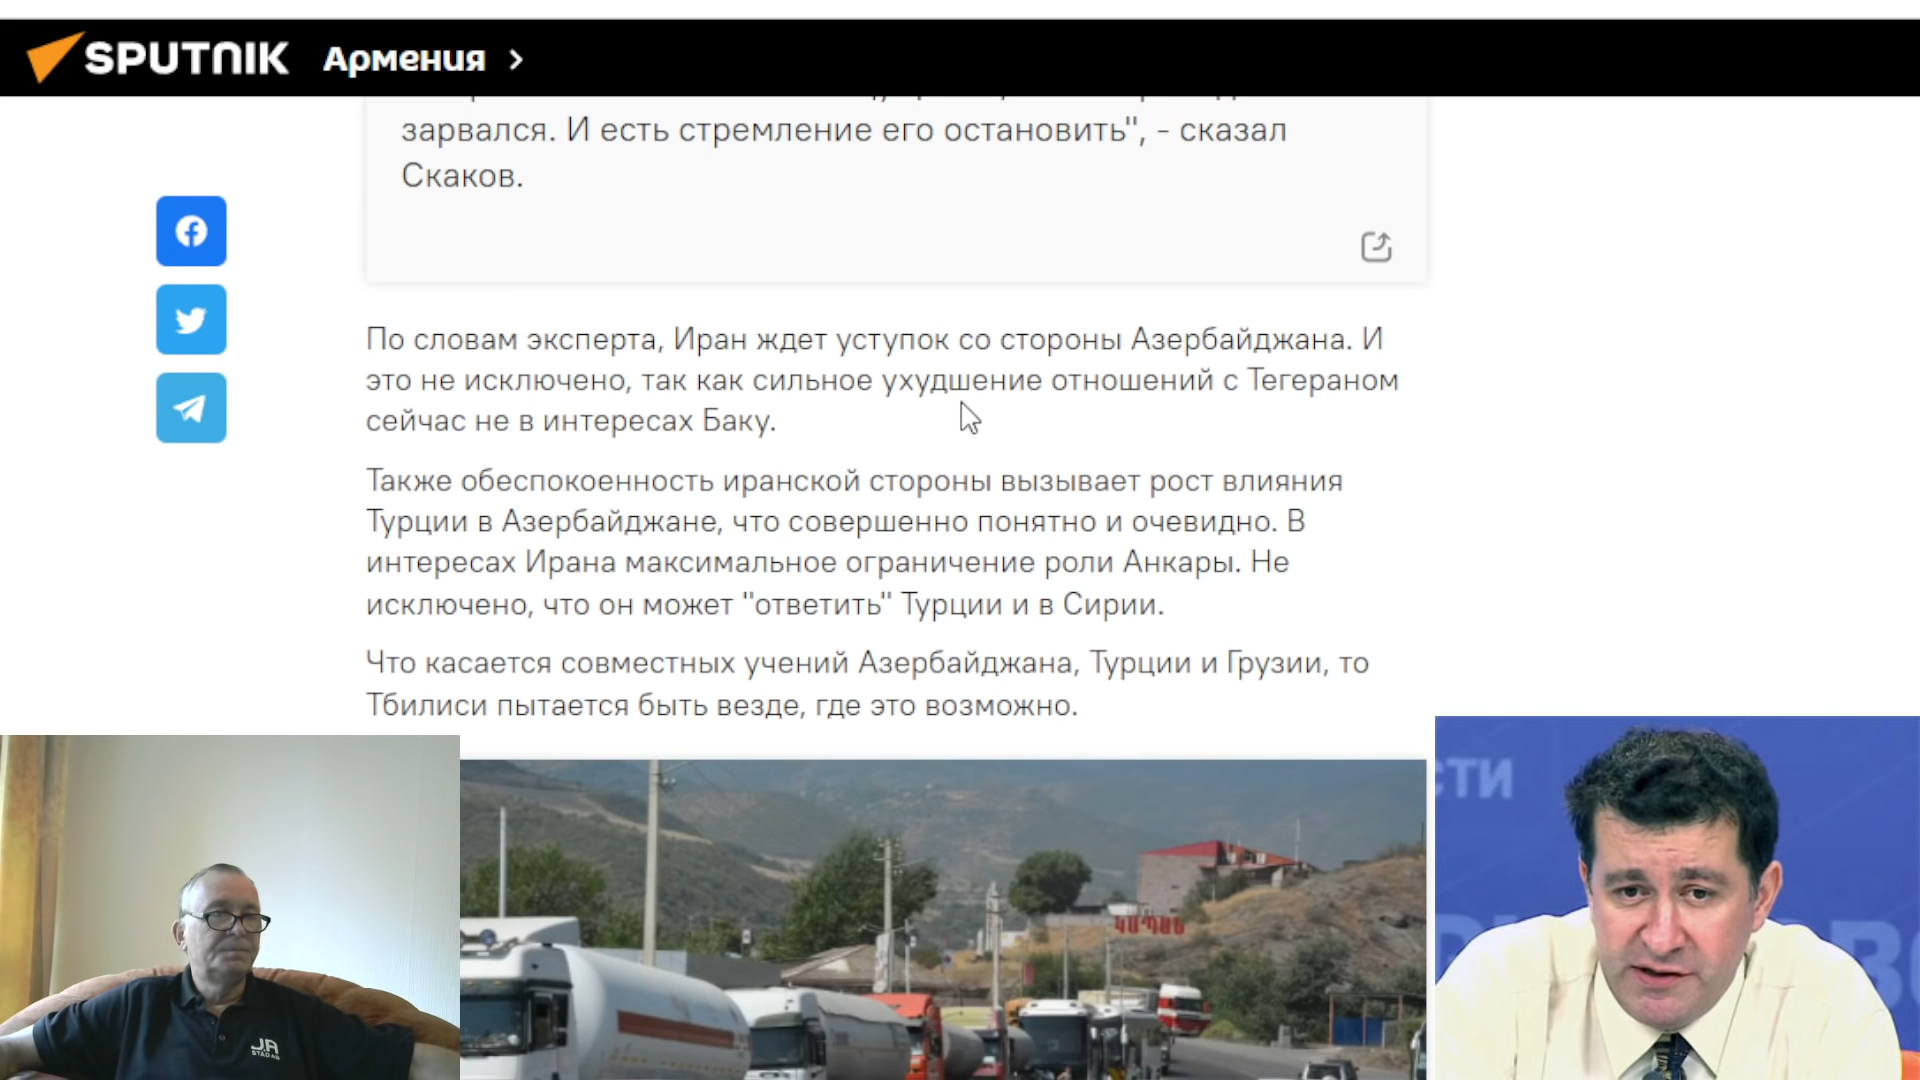 SPUTNIK Армения
зарвался. И есть стремление его остановить", - сказал
Скаков.
По словам эксперта, Иран ждет уступок со стороны Азербайджана. И
это не исключено, так как сильное ухудшение отношений с Тегераном
сейчас не в интересах Баку.
Также обеспокоенность иранской стороны вызывает рост влияния
Турции в Азербайджане, что совершенно понятно и очевидно. В
интересах Ирана максимальное ограничение роли Анкары. Не
исключено, что он может "ответить" Турции и в Сирии.
Что касается совместных учений Азербайджана, Турции и Грузии, то
Тбилиси пытается быть везде, где это возможно.
сти
ԿԱՊԱՆ
J.A